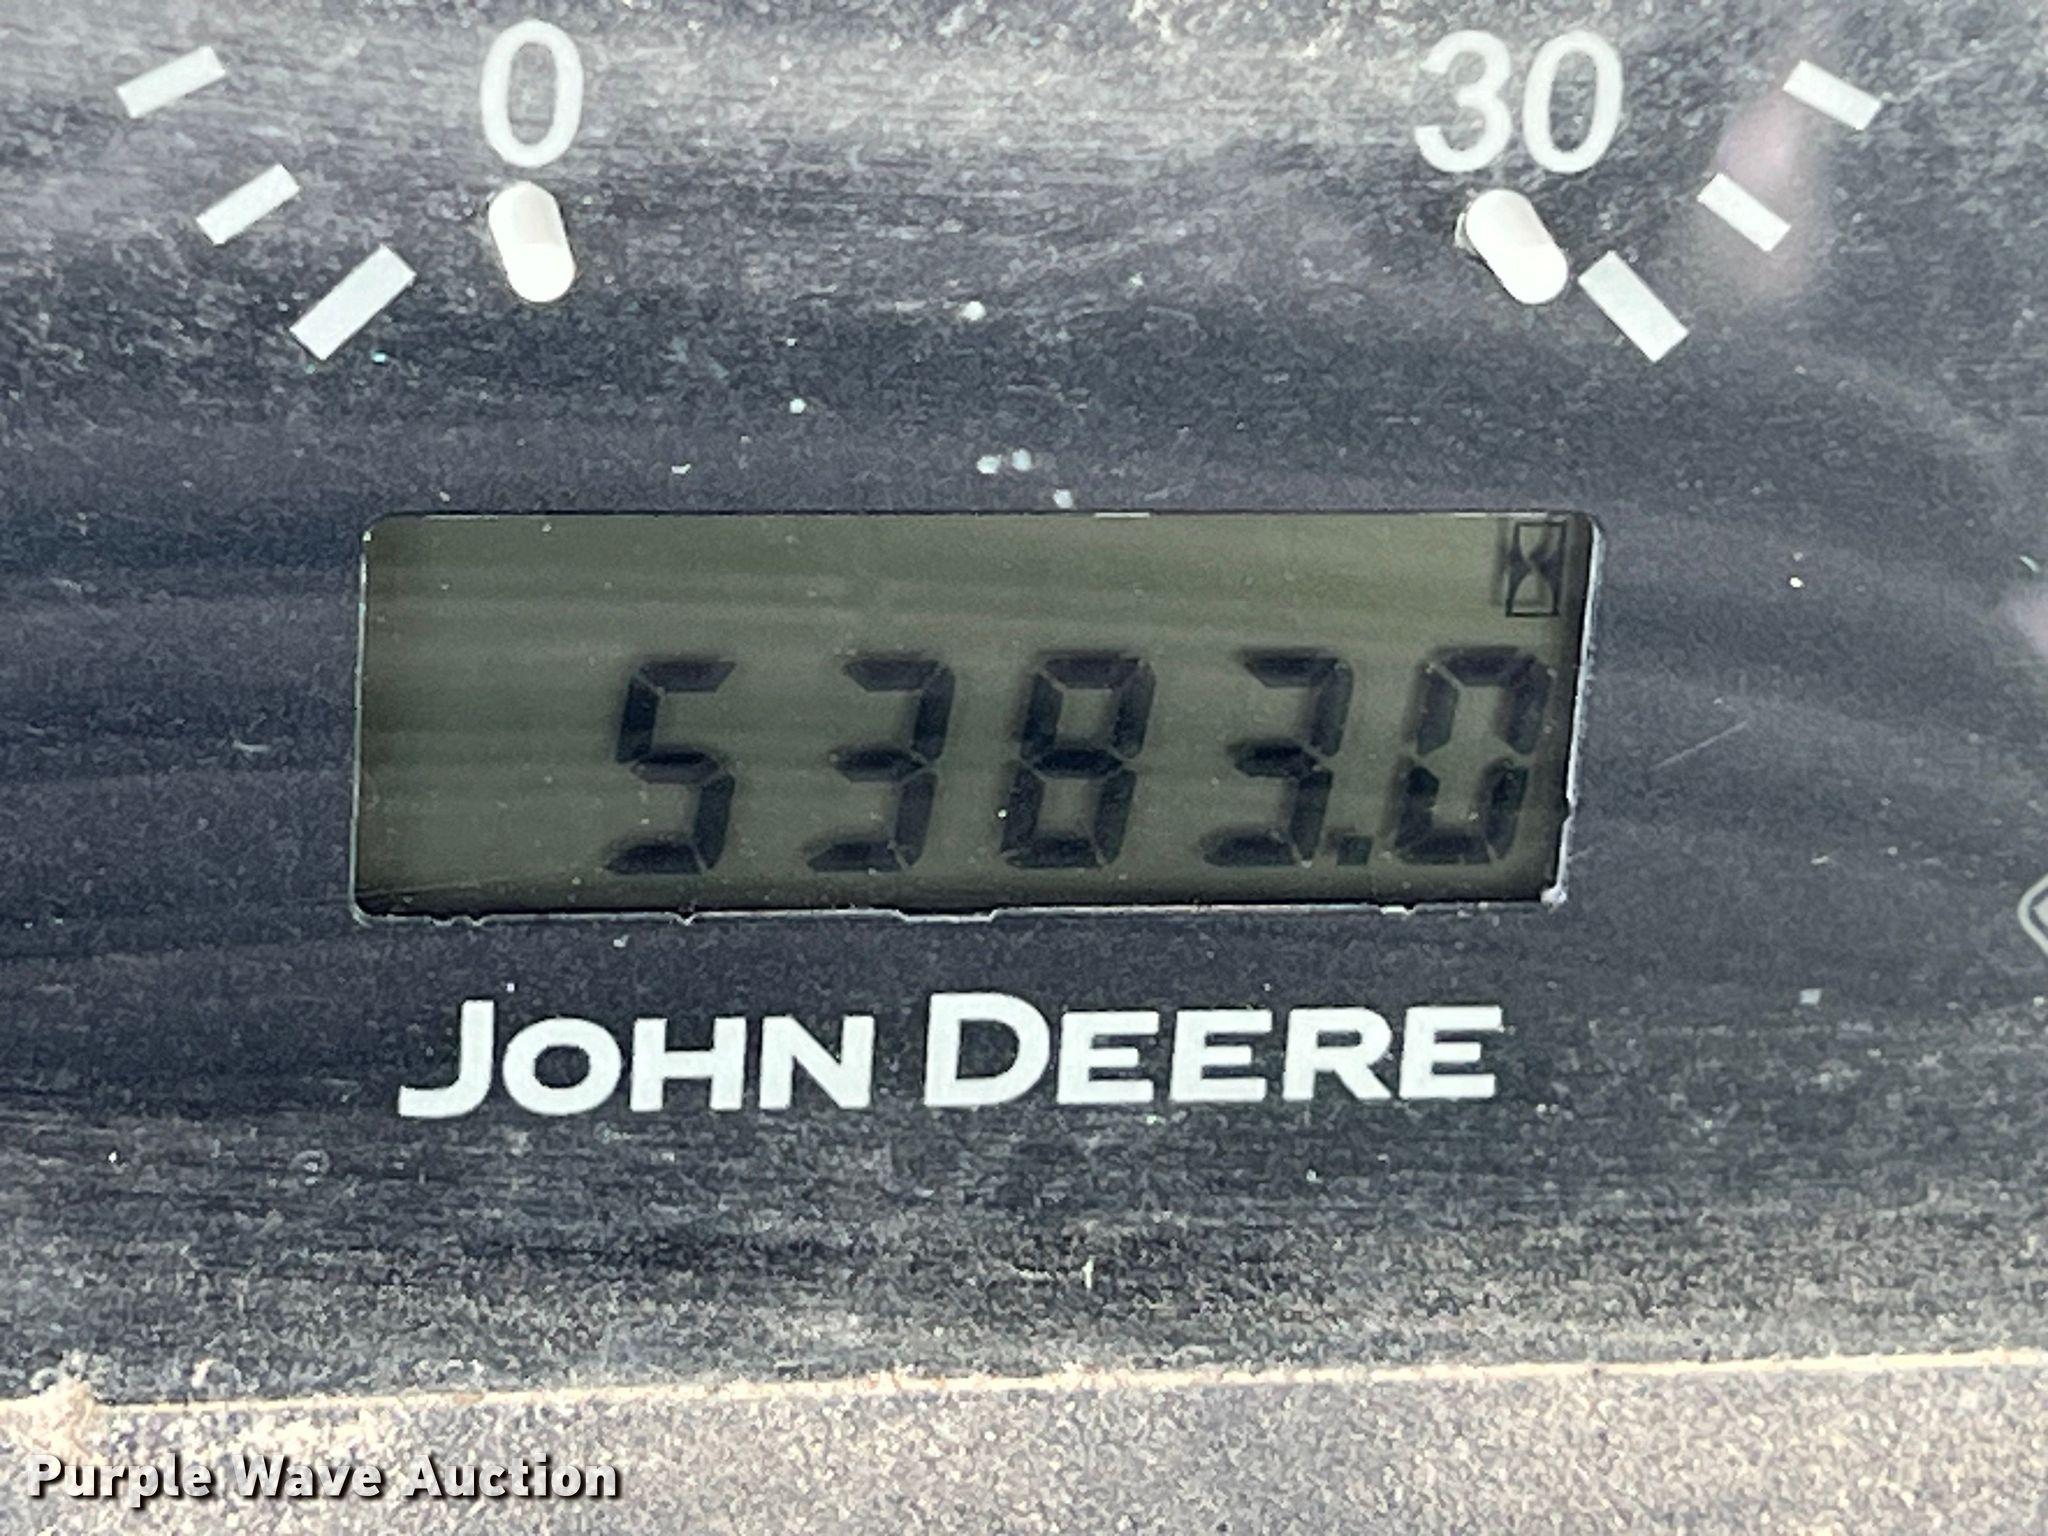 0 30
5383.0
JOHN DEERE
Purple Wave Auction